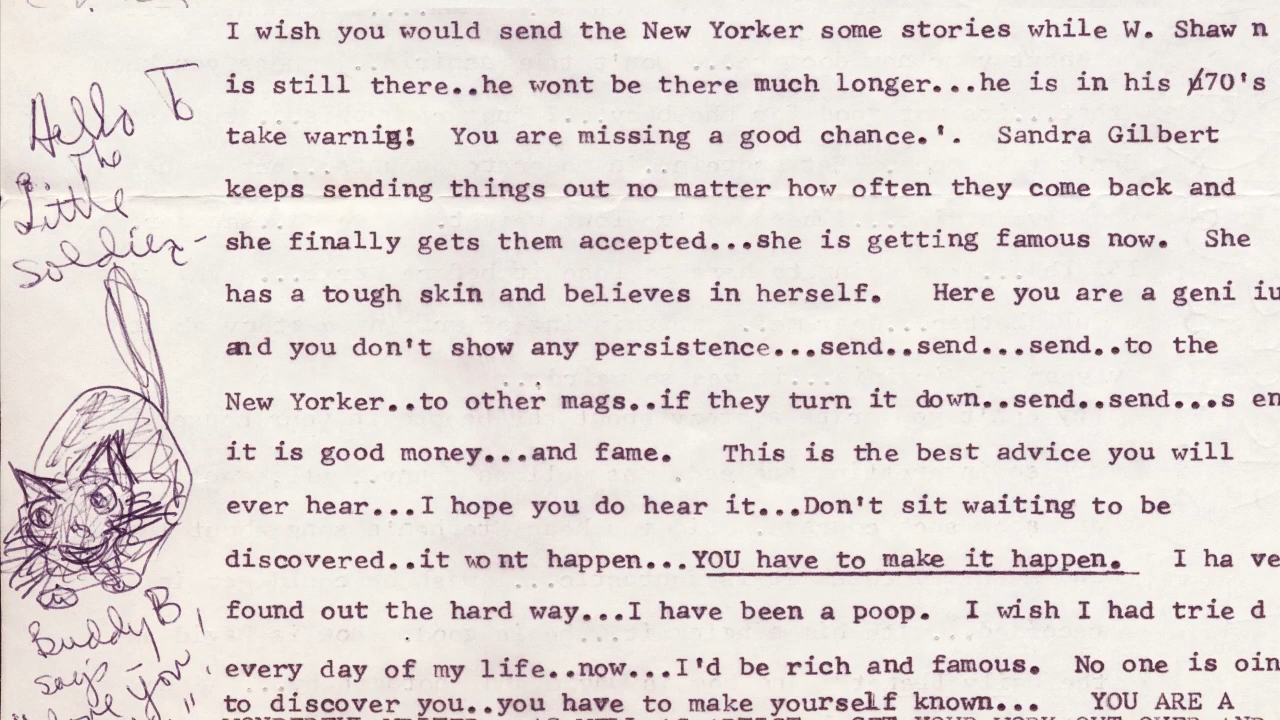 Hello To
The
Little
Soldier-
I wish you would send the New Yorker some stories while W. Shaw n
is still there..he wont be there much longer...he is in his 70's
take warnig!  You are missing a good chance.'.  Sandra Gilbert
keeps sending things out no matter how often they come back and
she finally gets them accepted...she is getting famous now.  She
has a tough skin and believes in herself.   Here you are a geni iu
and you don't show any persistence...send..send...send..to the
New Yorker..to other mags..if they turn it down..send..send...s en
it is good money...and fame.   This is the best advice you will
ever hear...I hope you do hear it...Don't sit waiting to be
discovered..it wo nt happen...YOU have to make it happen.   I ha ve
found out the hard way...I have been a poop.  I wish I had trie d
every day of my life..now...I'd be rich and famous.  No one is oin
to discover you..you have to make yourself known...   YOU ARE A
Buddy B
says
you